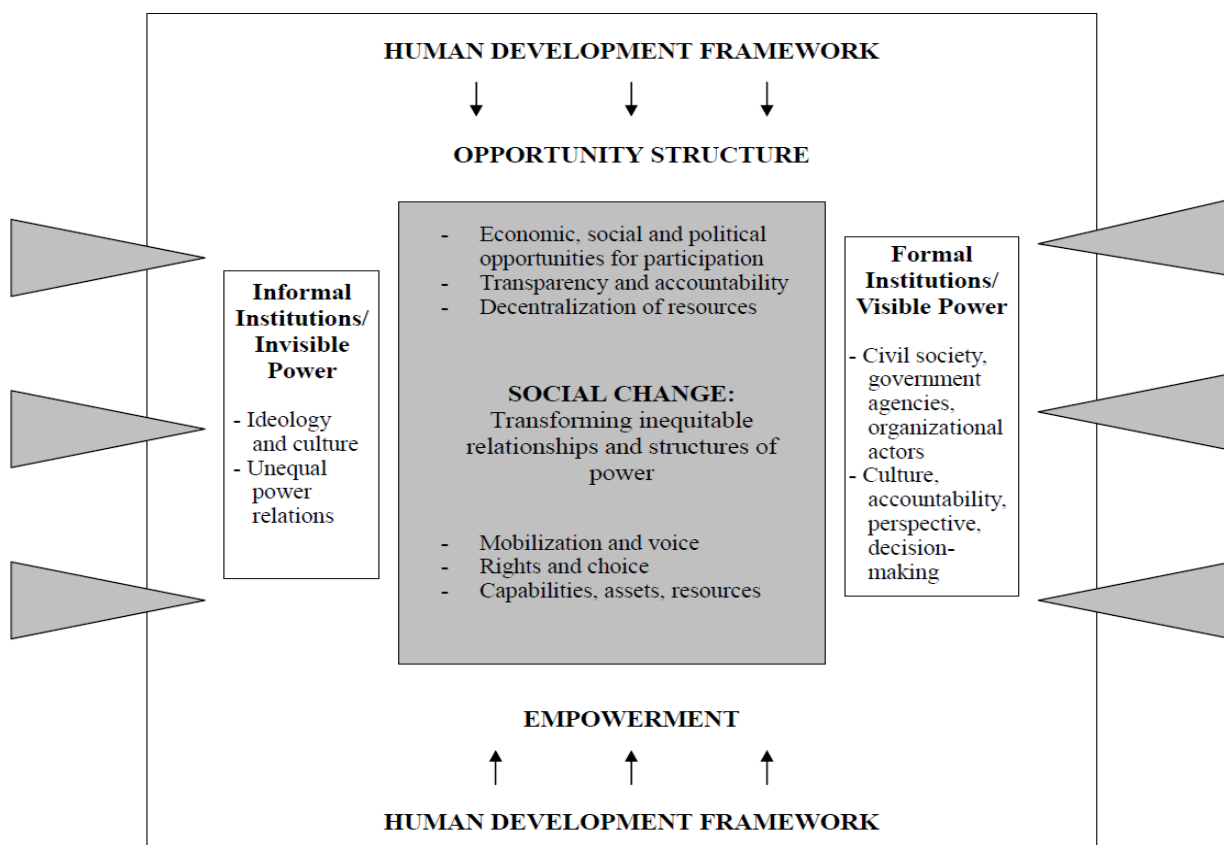 HUMAN DEVELOPMENT FRAMEWORK
OPPORTUNITY STRUCTURE
Informal
Institutions/
Invisible
Power
- Ideology
and culture
- Unequal
power
relations
- Economic, social and political
opportunities for participation
- Transparency and accountability
- Decentralization of resources
SOCIAL CHANGE:
Transforming inequitable
relationships and structures of
power
- Mobilization and voice
- Rights and choice
- Capabilities, assets, resources
Formal
Institutions/
Visible Power
- Civil society,
government
agencies,
organizational
actors
- Culture,
accountability,
perspective,
decision-
making
EMPOWERMENT
HUMAN DEVELOPMENT FRAMEWORK